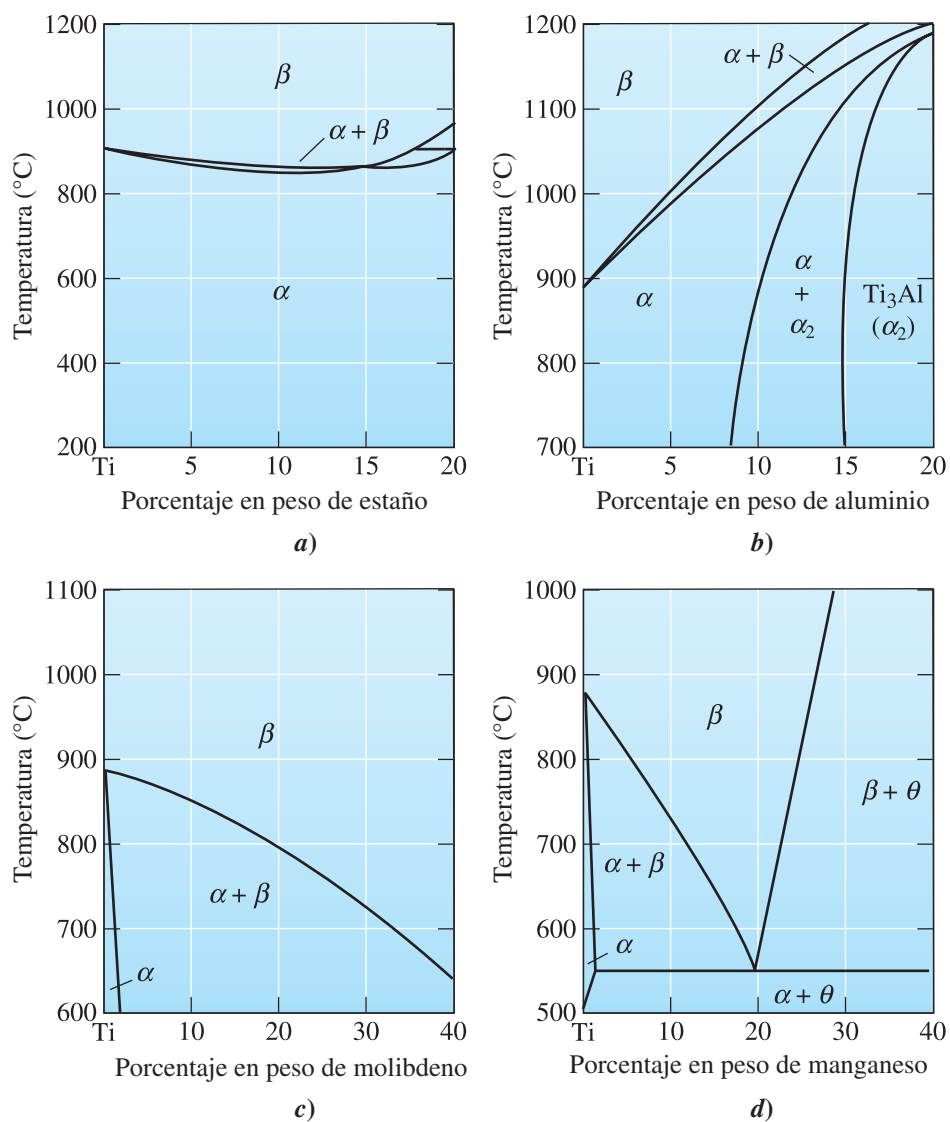 1200
1000
800
600
400
200
Temperatura (°C)
β
α + β
α
Ti
5
10
15
20
Porcentaje en peso de estaño
a)
1200
1100
1000
900
800
700
Temperatura (°C)
α + β
β
α
α
+
α₂
Ti₃Al
(α₂)
Ti
5
10
15
20
Porcentaje en peso de aluminio
b)
1100
1000
900
800
700
600
Temperatura (°C)
β
α + β
α
Ti
10
20
30
40
Porcentaje en peso de molibdeno
c)
1000
900
800
700
600
500
Temperatura (°C)
β
β + θ
α + β
α
α + θ
Ti
10
20
30
40
Porcentaje en peso de manganeso
d)